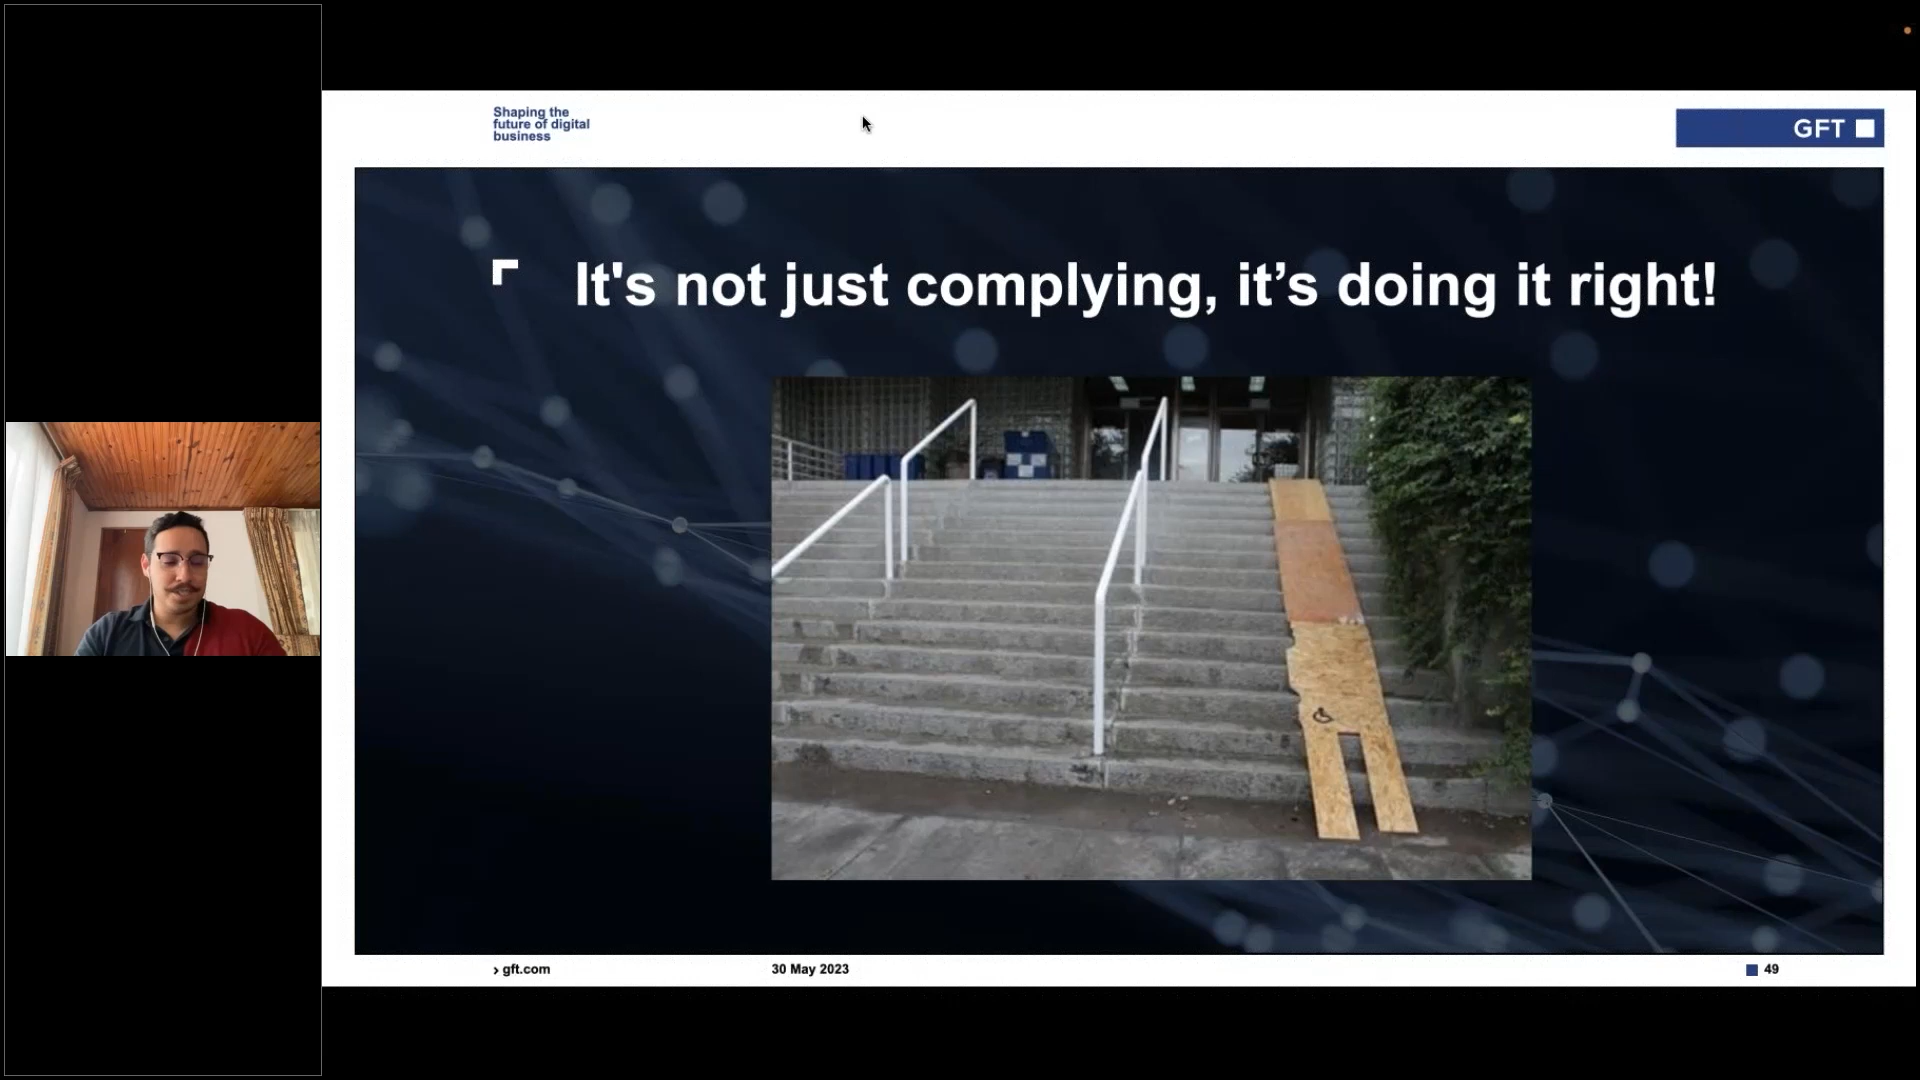 Shaping the
future of digital
business
GFT
It's not just complying, it’s doing it right!
› gft.com
30 May 2023
49